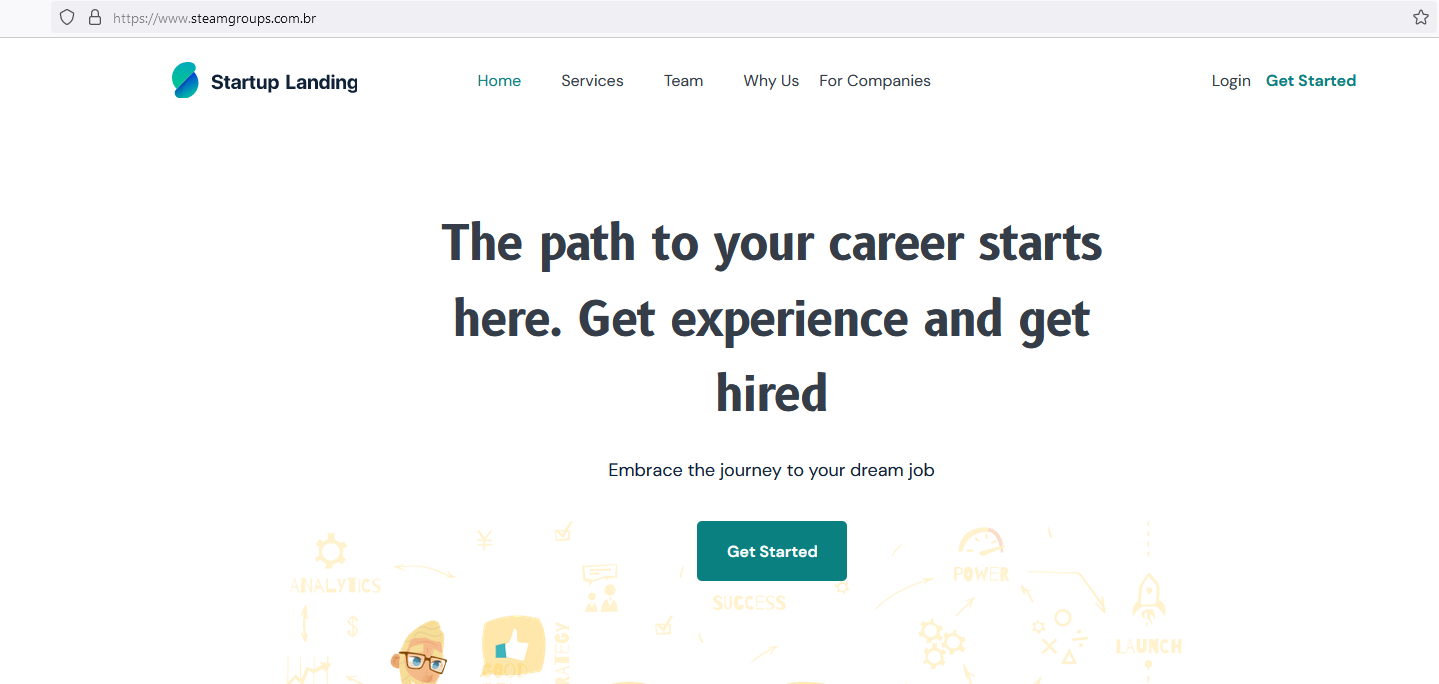 https://www.steamgroups.com.br
Startup Landing
Home Services Team Why Us For Companies
Login Get Started
The path to your career starts
here. Get experience and get
hired
Embrace the journey to your dream job
Get Started
ANALYTICS
¥
$
SUCCESS
POWER
LAUNCH
GOOD